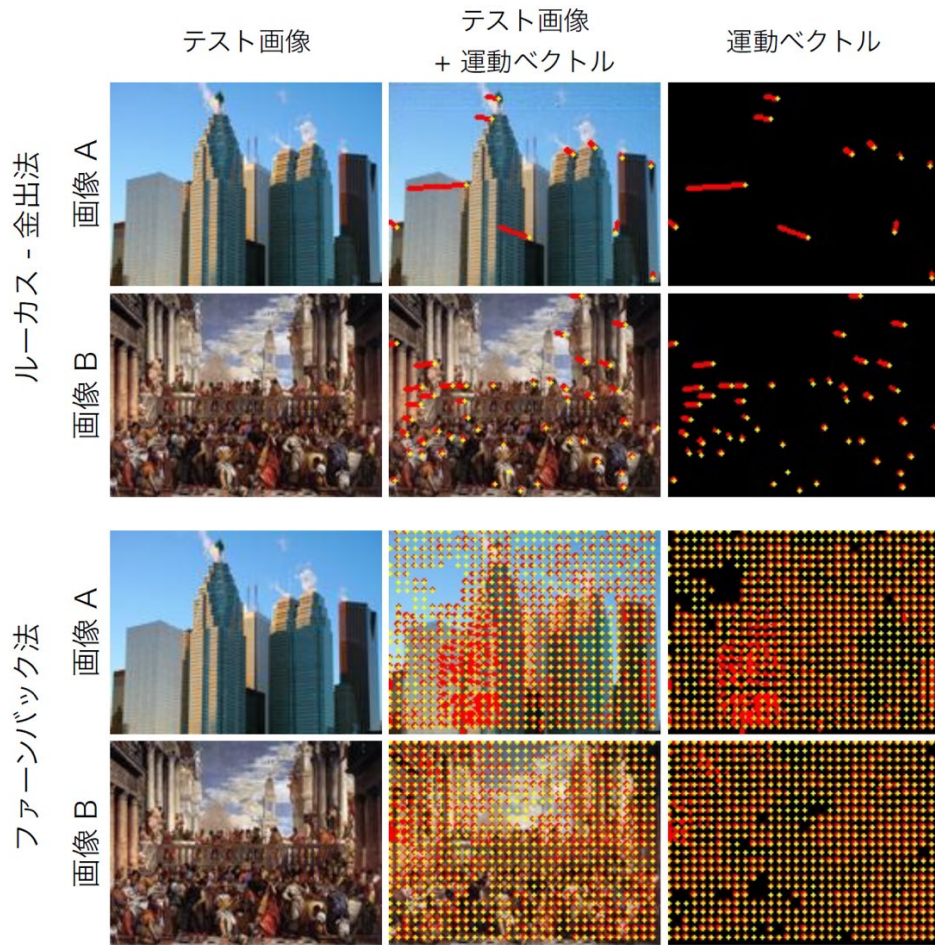 テスト画像
テスト画像
+ 運動ベクトル
運動ベクトル
ルーカス - 金出法
画像 A
画像 B
ファーンバック法
画像 A
画像 B